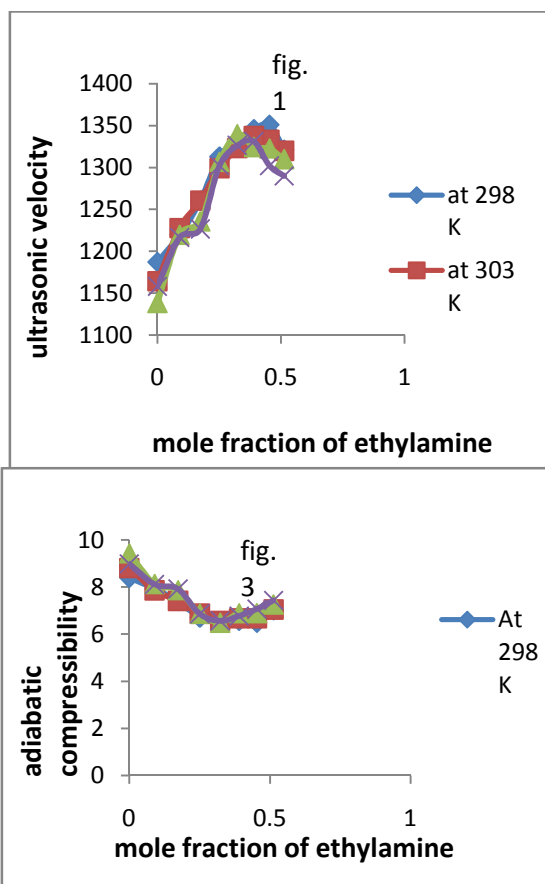 fig.
1
1400
1350
1300
1250
1200
1150
1100
ultrasonic velocity
at 298
K
at 303
K
0
0.5
1
mole fraction of ethylamine
fig.
3
10
8
6
4
2
0
adiabatic
compressibility
At
298
K
0
0.5
1
mole fraction of ethylamine